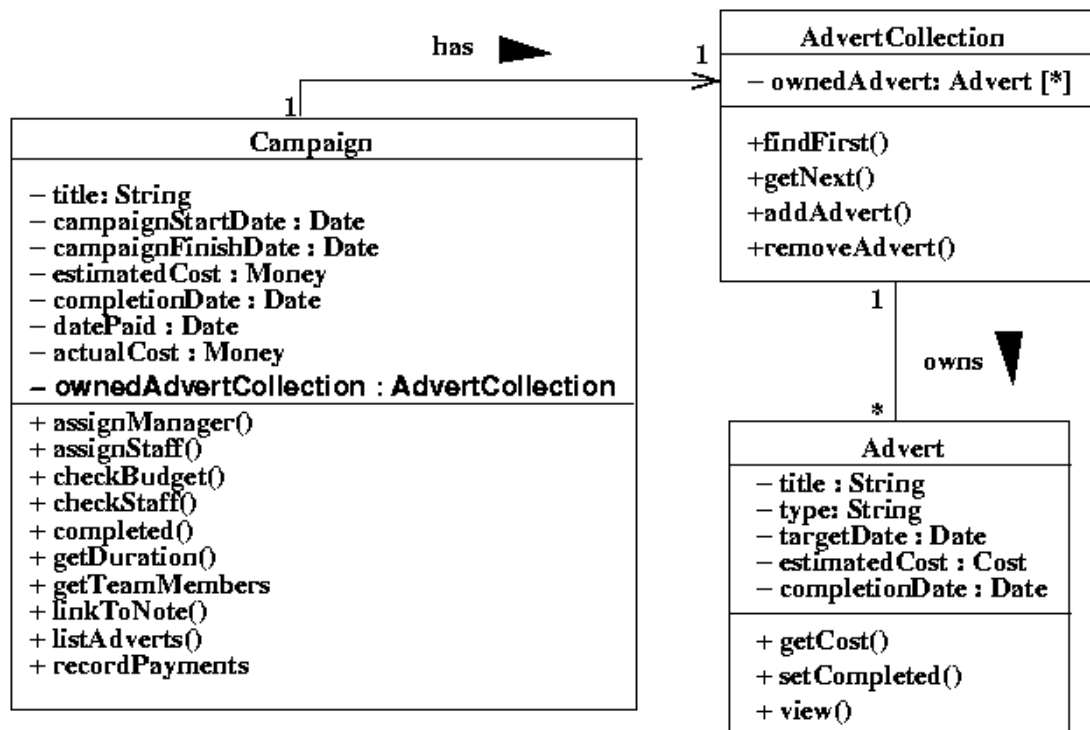 has
1
1
Campaign
– title: String
– campaignStartDate : Date
– campaignFinishDate : Date
– estimatedCost : Money
– completionDate : Date
– datePaid : Date
– actualCost : Money
– ownedAdvertCollection : AdvertCollection
+ assignManager()
+ assignStaff()
+ checkBudget()
+ checkStaff()
+ completed()
+ getDuration()
+ getTeamMembers
+ linkToNote()
+ listAdverts()
+ recordPayments
AdvertCollection
– ownedAdvert: Advert [*]
+findFirst()
+getNext()
+addAdvert()
+removeAdvert()
1
owns
*
Advert
– title : String
– type: String
– targetDate : Date
– estimatedCost : Cost
– completionDate : Date
+ getCost()
+ setCompleted()
+ view()